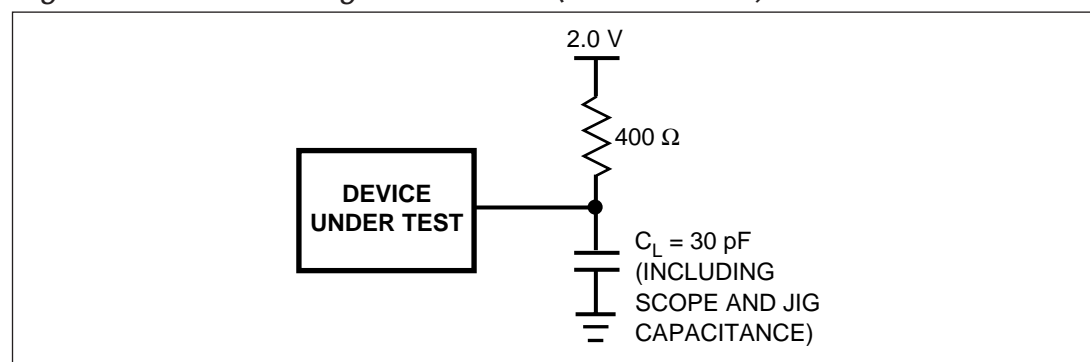 2.0 V
400 Ω
DEVICE
UNDER TEST
C_L = 30 pF
(INCLUDING
SCOPE AND JIG
CAPACITANCE)